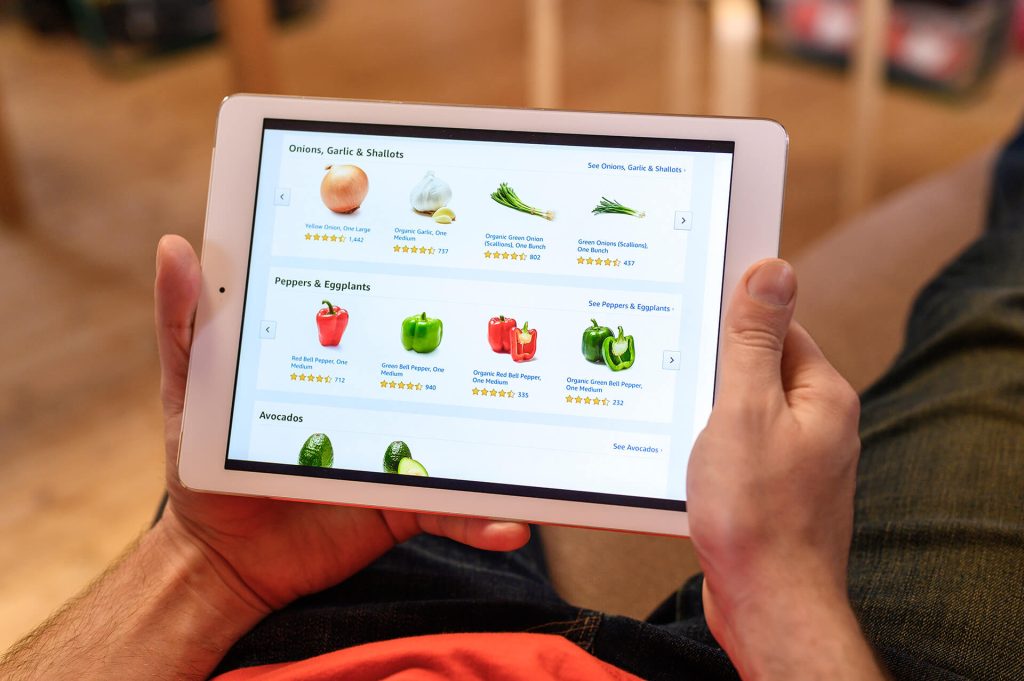 Onions, Garlic & Shallots
See Onions, Garlic & Shallots ›
Yellow Onion, One Large
1,442
Organic Garlic, One
Medium
737
Organic Green Onion
(Scallions), One Bunch
802
Green Onions (Scallions),
One Bunch
437
Peppers & Eggplants
See Peppers & Eggplants ›
Red Bell Pepper, One
Medium
712
Green Bell Pepper, One
Medium
940
Organic Red Bell Pepper,
One Medium
335
Organic Green Bell Pepper,
One Medium
232
Avocados
See Avocados ›